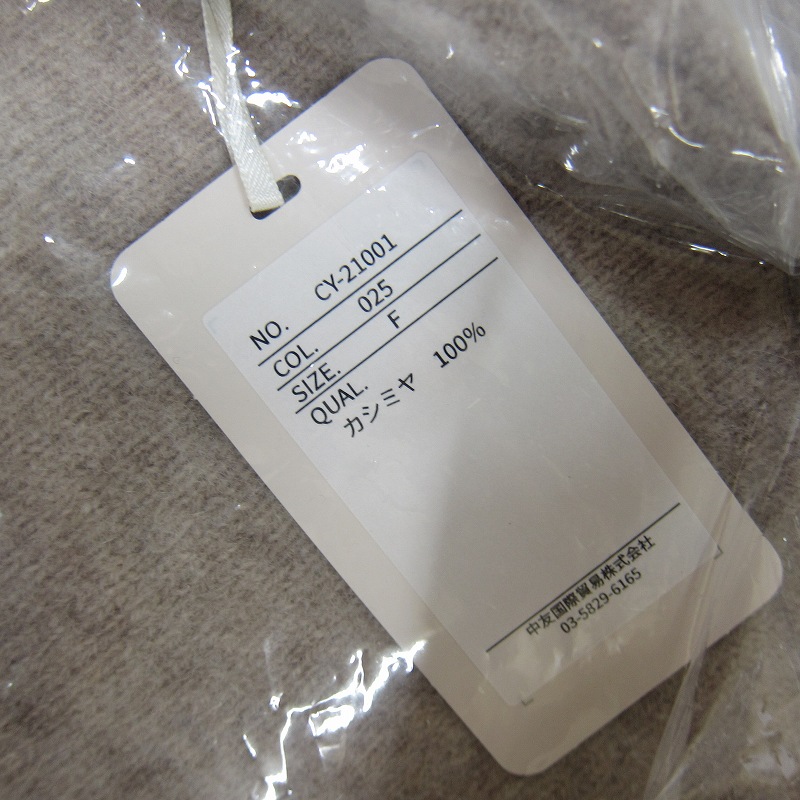 NO. CY-21001
COL. 025
SIZE. F
QUAL.
カシミヤ 100%
中友国際貿易株式会社
03-5829-6165